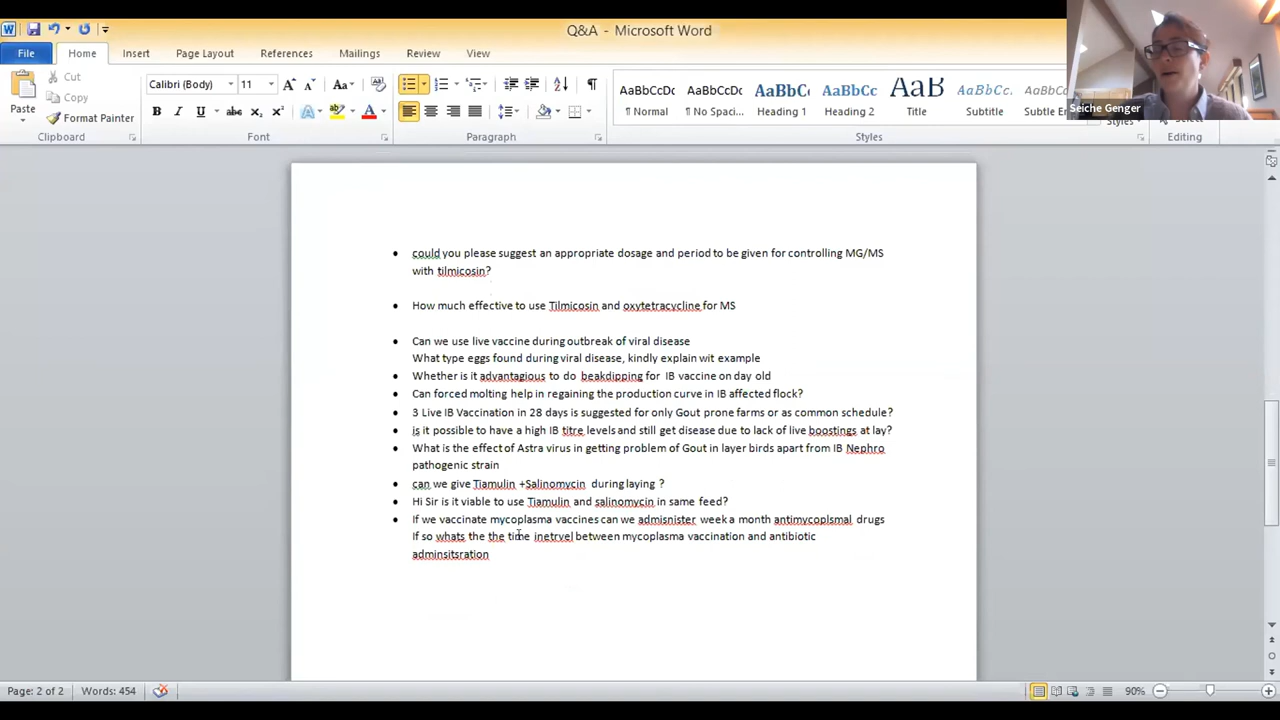 Q&A - Microsoft Word
File Home Insert Page Layout References Mailings Review View
Cut
Copy
Format Painter
Paste
Clipboard
Calibri (Body) 11
Font
Paragraph
AaBbCcDc AaBbCcDc AaBbCc AaBbCc AaB AaBbCc.
¶ Normal ¶ No Spaci... Heading 1 Heading 2 Title Subtitle Subtle
Styles
Styles
Editing
Seiche Genger
could you please suggest an appropriate dosage and period to be given for controlling MG/MS
with tilmicosin?
How much effective to use Tilmicosin and oxytetracycline for MS
Can we use live vaccine during outbreak of viral disease
What type eggs found during viral disease, kindly explain wit example
Whether is it advantagious to do beakdipping for IB vaccine on day old
Can forced molting help in regaining the production curve in IB affected flock?
3 Live IB Vaccination in 28 days is suggested for only Gout prone farms or as common schedule?
is it possible to have a high IB titre levels and still get disease due to lack of live boostings at lay?
What is the effect of Astra virus in getting problem of Gout in layer birds apart from IB Nephro
pathogenic strain
can we give Tiamulin +Salinomycin during laying ?
Hi Sir is it viable to use Tiamulin and salinomycin in same feed?
If we vaccinate mycoplasma vaccines can we admisnister week a month antimycoplsmal drugs
If so whats the the time inetrvel between mycoplasma vaccination and antibiotic
adminsitsration
Page: 2 of 2 Words: 454 90%